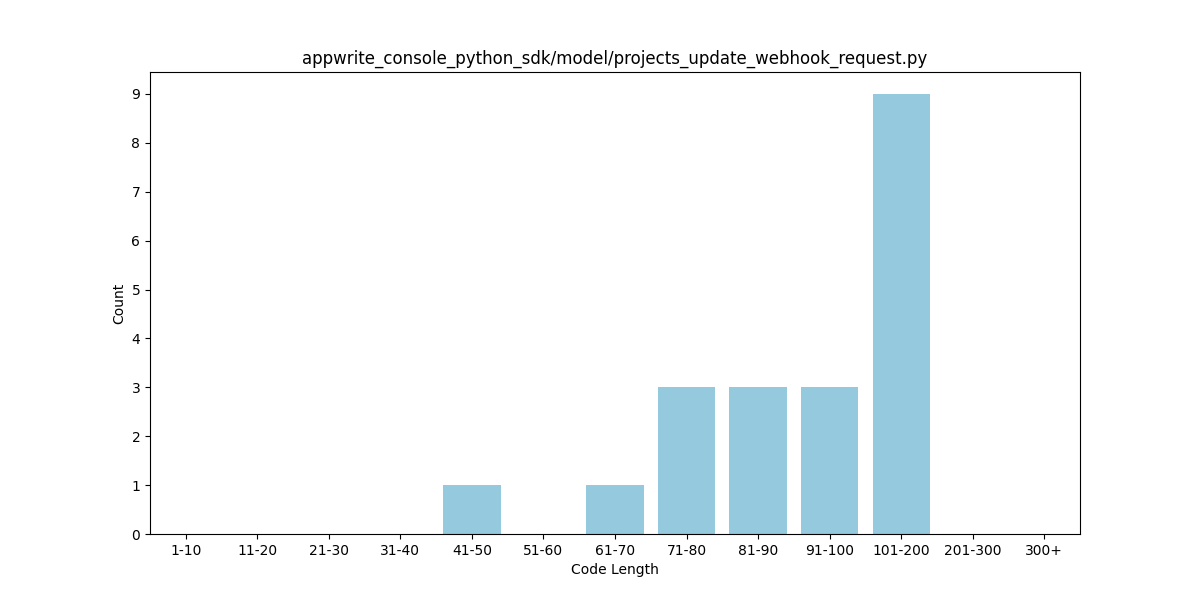 appwrite_console_python_sdk/model/projects_update_webhook_request.py
9
8
7
6
5
4
3
2
1
0
Count
1-10 11-20 21-30 31-40 41-50 51-60 61-70 71-80 81-90 91-100 101-200 201-300 300+
Code Length